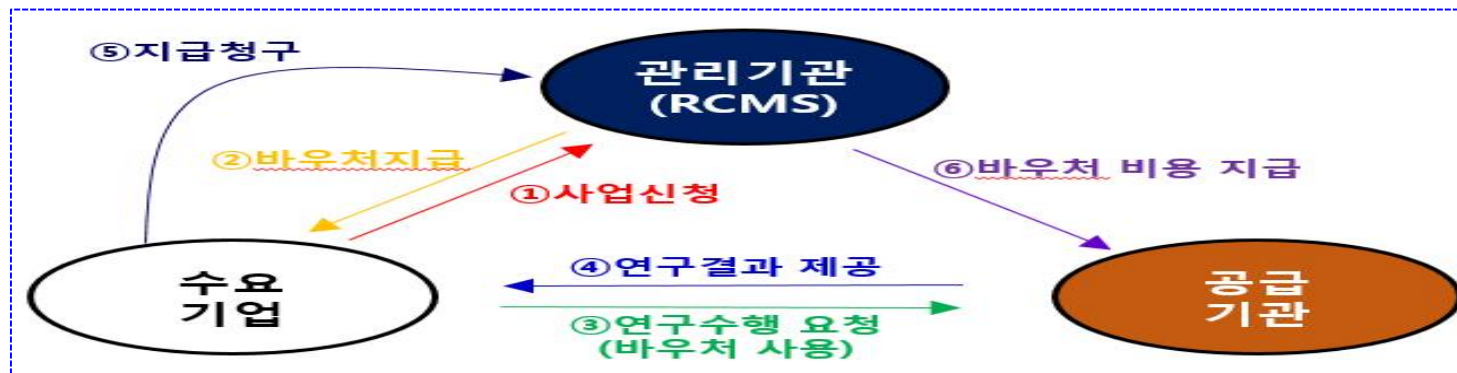 ⑤지급청구
관리기관
(RCMS)
②바우처지급
①사업신청
⑥바우처 비용 지급
수요
기업
④연구결과 제공
③연구수행 요청
(바우처 사용)
공급
기관